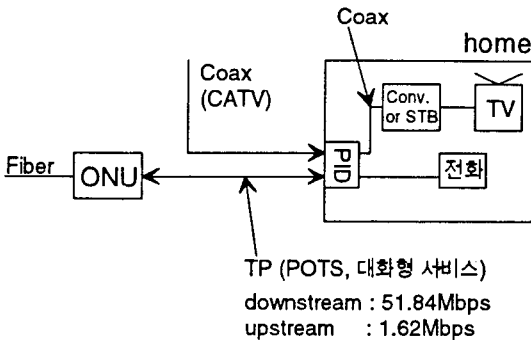 Coax
home
Coax
(CATV)
Conv.
or STB
TV
PID
전화
Fiber
ONU
TP (POTS, 대화형 서비스)
downstream : 51.84Mbps
upstream : 1.62Mbps